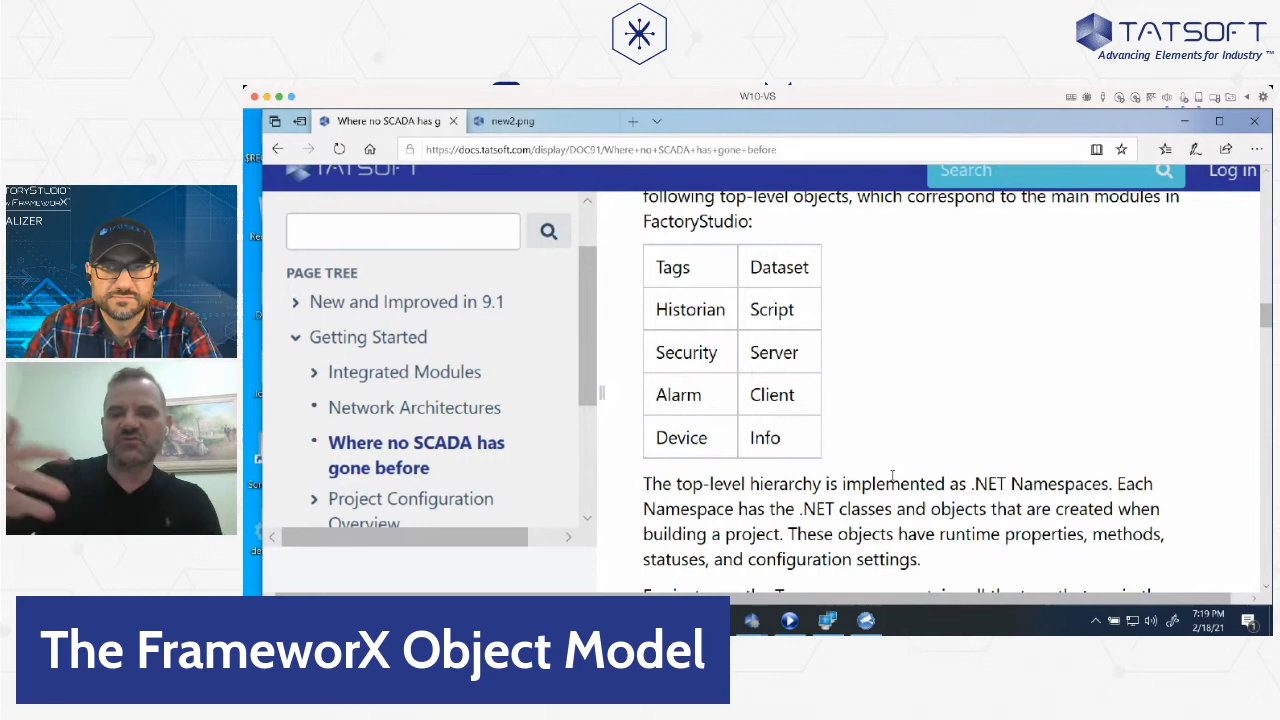 TATSOFT
Advancing Elements for Industry ™
W10-VS
Where no SCADA has g
new2.png
https://docs.tatsoft.com/display/DOC91/Where+no+SCADA+has+gone+before
TATSOFT
Search
Log in
PAGE TREE
New and Improved in 9.1
Getting Started
Integrated Modules
Network Architectures
Where no SCADA has
gone before
Project Configuration
Overview
following top-level objects, which correspond to the main modules in
FactoryStudio:
Tags Dataset
Historian Script
Security Server
Alarm Client
Device Info
The top-level hierarchy is implemented as .NET Namespaces. Each
Namespace has the .NET classes and objects that are created when
building a project. These objects have runtime properties, methods,
statuses, and configuration settings.
7:19 PM
2/18/21
The FrameworX Object Model